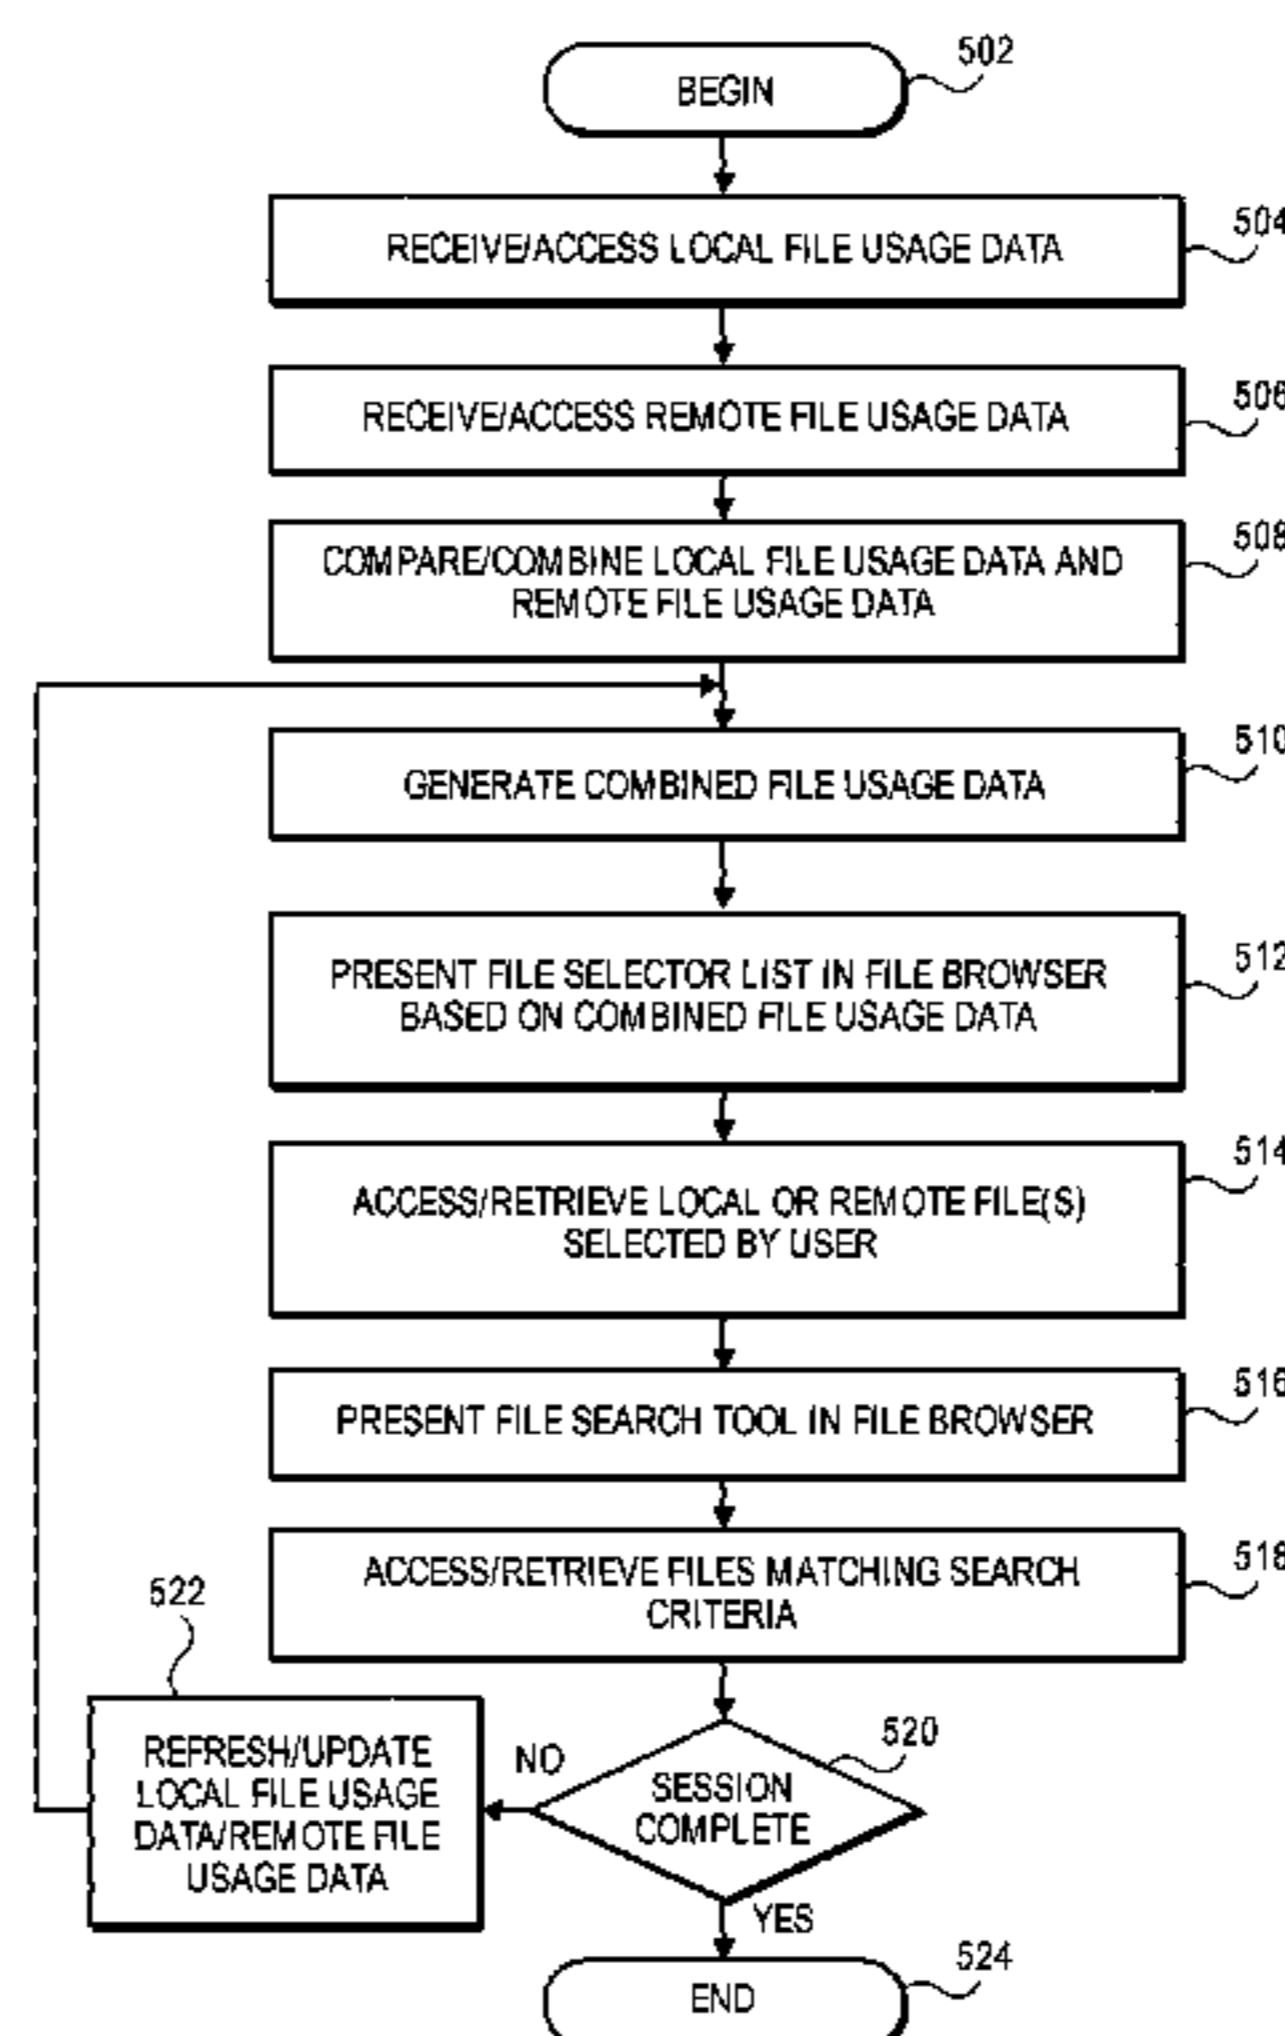 BEGIN
502
RECEIVE/ACCESS LOCAL FILE USAGE DATA
504
RECEIVE/ACCESS REMOTE FILE USAGE DATA
506
COMPARE/COMBINE LOCAL FILE USAGE DATA AND
REMOTE FILE USAGE DATA
508
GENERATE COMBINED FILE USAGE DATA
510
PRESENT FILE SELECTOR LIST IN FILE BROWSER
BASED ON COMBINED FILE USAGE DATA
512
ACCESS/RETRIEVE LOCAL OR REMOTE FILE(S)
SELECTED BY USER
514
PRESENT FILE SEARCH TOOL IN FILE BROWSER
516
ACCESS/RETRIEVE FILES MATCHING SEARCH
CRITERIA
518
SESSION
COMPLETE
520
NO
522
REFRESH/UPDATE
LOCAL FILE USAGE
DATA/REMOTE FILE
USAGE DATA
YES
END
524